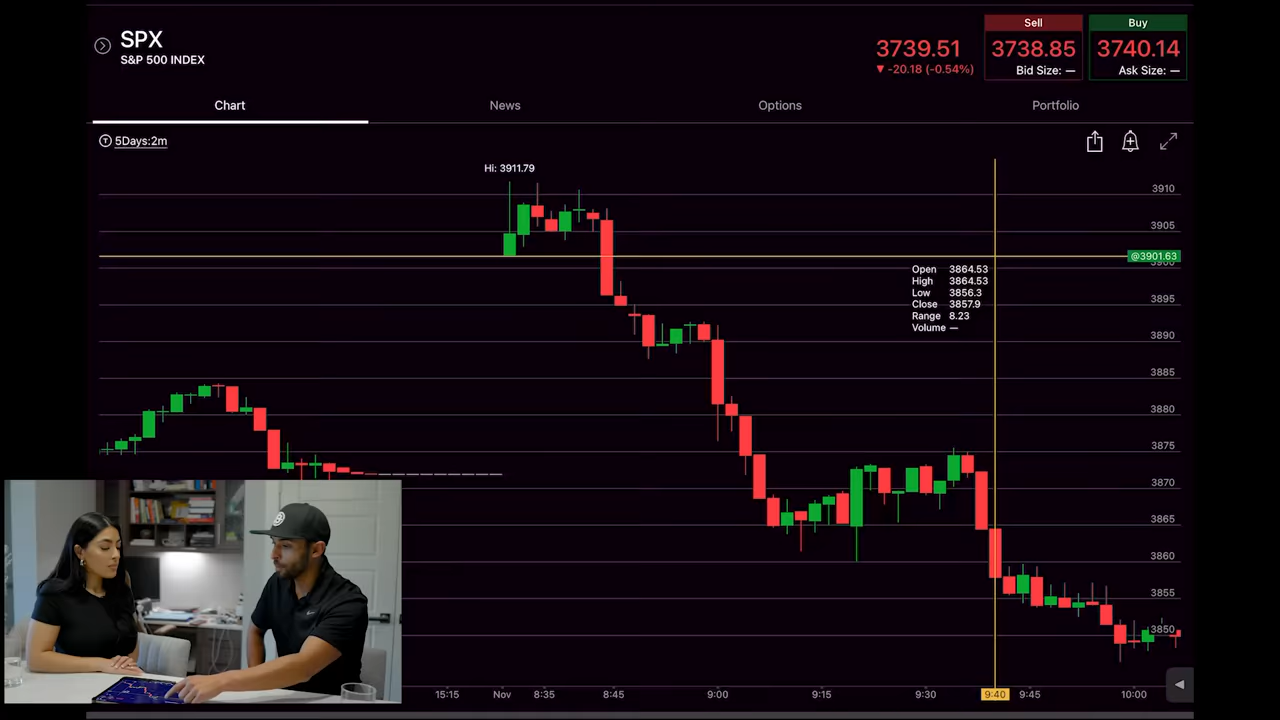 SPX
S&P 500 INDEX
3739.51
▼ -20.18 (-0.54%)
Sell
3738.85
Bid Size: —
Buy
3740.14
Ask Size: —
Chart
News
Options
Portfolio
T
5Days:2m
Hi: 3911.79
3910
3905
@3901.63
3900
3895
3890
3885
3880
3875
3870
3865
3860
3855
3850
Open 3864.53
High 3864.53
Low 3856.3
Close 3857.9
Range 8.23
Volume —
15:15
Nov
8:35
8:45
9:00
9:15
9:30
9:40
9:45
10:00